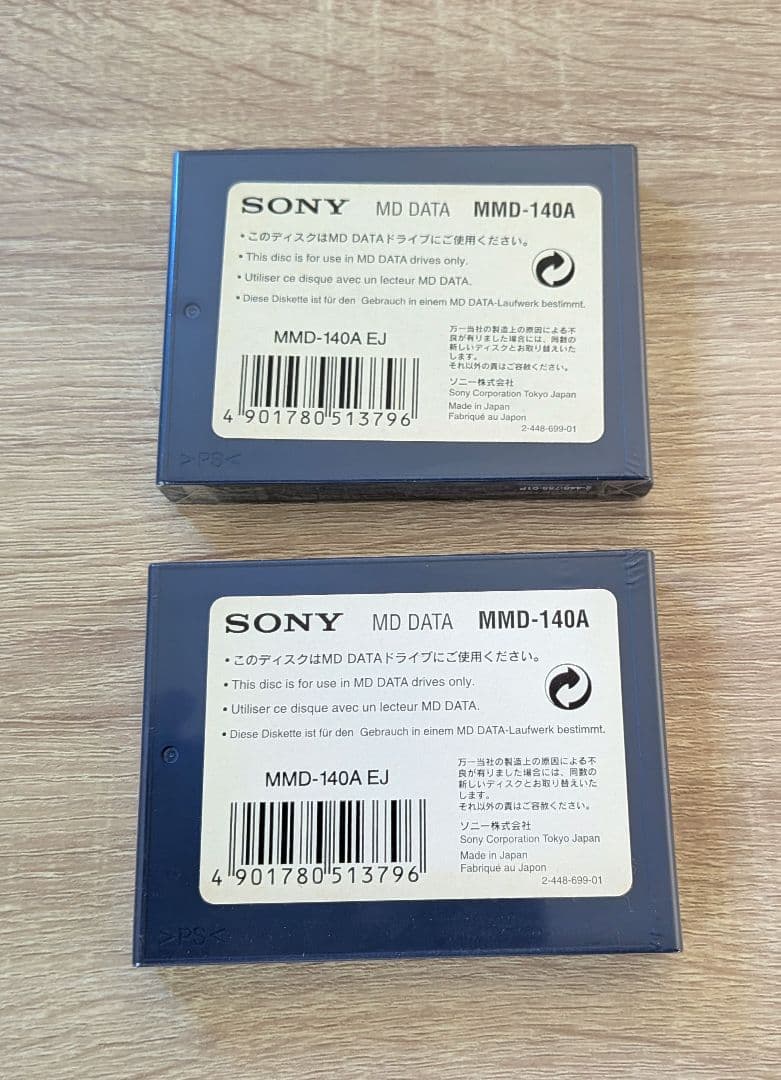 SONY MD DATA MMD-140A
•このディスクはMD DATAドライブにご使用ください。
• This disc is for use in MD DATA drives only.
• Utiliser ce disque avec un lecteur MD DATA.
• Diese Diskette ist für den Gebrauch in einem MD DATA-Laufwerk bestimmt.
MMD-140A EJ
4 901780 513796
万一当社の製造上の原因による不
良が有りました場合には、同数の
新しいディスクとお取り替えいた
します。
それ以外の責はご容赦ください。
ソニー株式会社
Sony Corporation Tokyo Japan
Made in Japan
Fabriqué au Japon
2-448-699-01
>PS<
SONY MD DATA MMD-140A
•このディスクはMD DATAドライブにご使用ください。
• This disc is for use in MD DATA drives only.
• Utiliser ce disque avec un lecteur MD DATA.
• Diese Diskette ist für den Gebrauch in einem MD DATA-Laufwerk bestimmt.
MMD-140A EJ
4 901780 513796
万一当社の製造上の原因による不
良が有りました場合には、同数の
新しいディスクとお取り替えいた
します。
それ以外の責はご容赦ください。
ソニー株式会社
Sony Corporation Tokyo Japan
Made in Japan
Fabriqué au Japon
2-448-699-01
>PS<